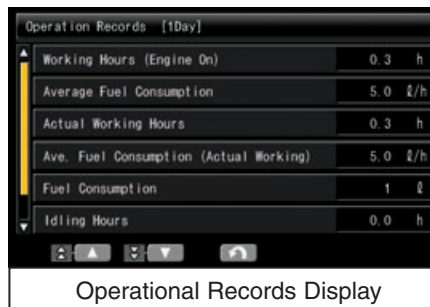 Operation Records [1Day]
Working Hours (Engine On) 0.3 h
Average Fuel Consumption 5.0 ℓ/h
Actual Working Hours 0.3 h
Ave. Fuel Consumption (Actual Working) 5.0 ℓ/h
Fuel Consumption 1 ℓ
Idling Hours 0.0 h
Operational Records Display